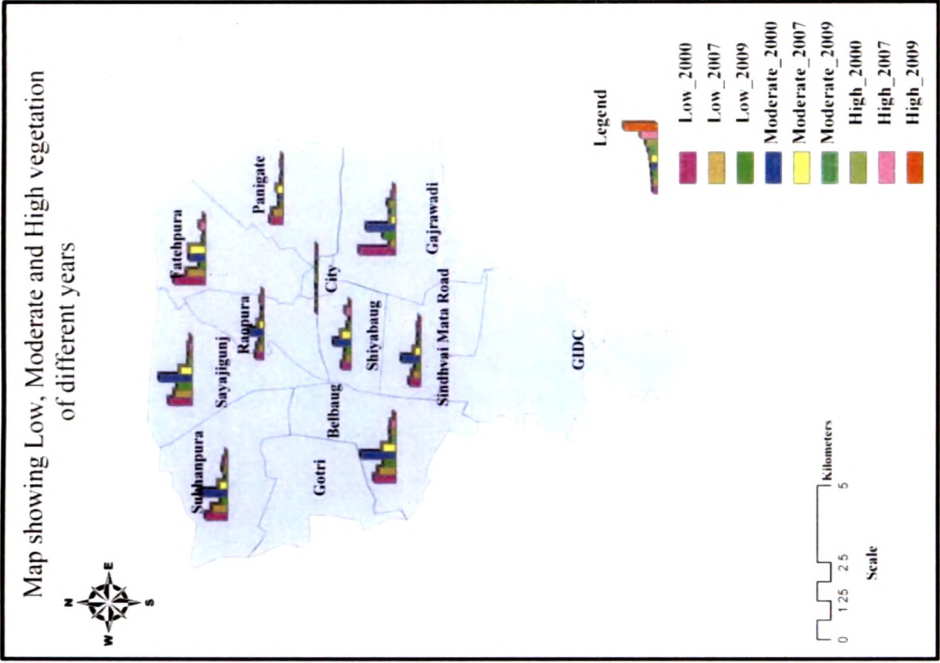 Map showing Low, Moderate and High vegetation
of different years
N
W
E
S
Fatehpura
Panigate
Sayajigunj
Raopura
Subhanpura
City
Gajrawadi
Shiyabaug
Belbaug
Gotri
Sindhvai Mata Road
GIDC
Legend
Low_2000
Low_2007
Low_2009
Moderate_2000
Moderate_2007
Moderate_2009
High_2000
High_2007
High_2009
Kilometers
0 1 25 2 5 5
Scale